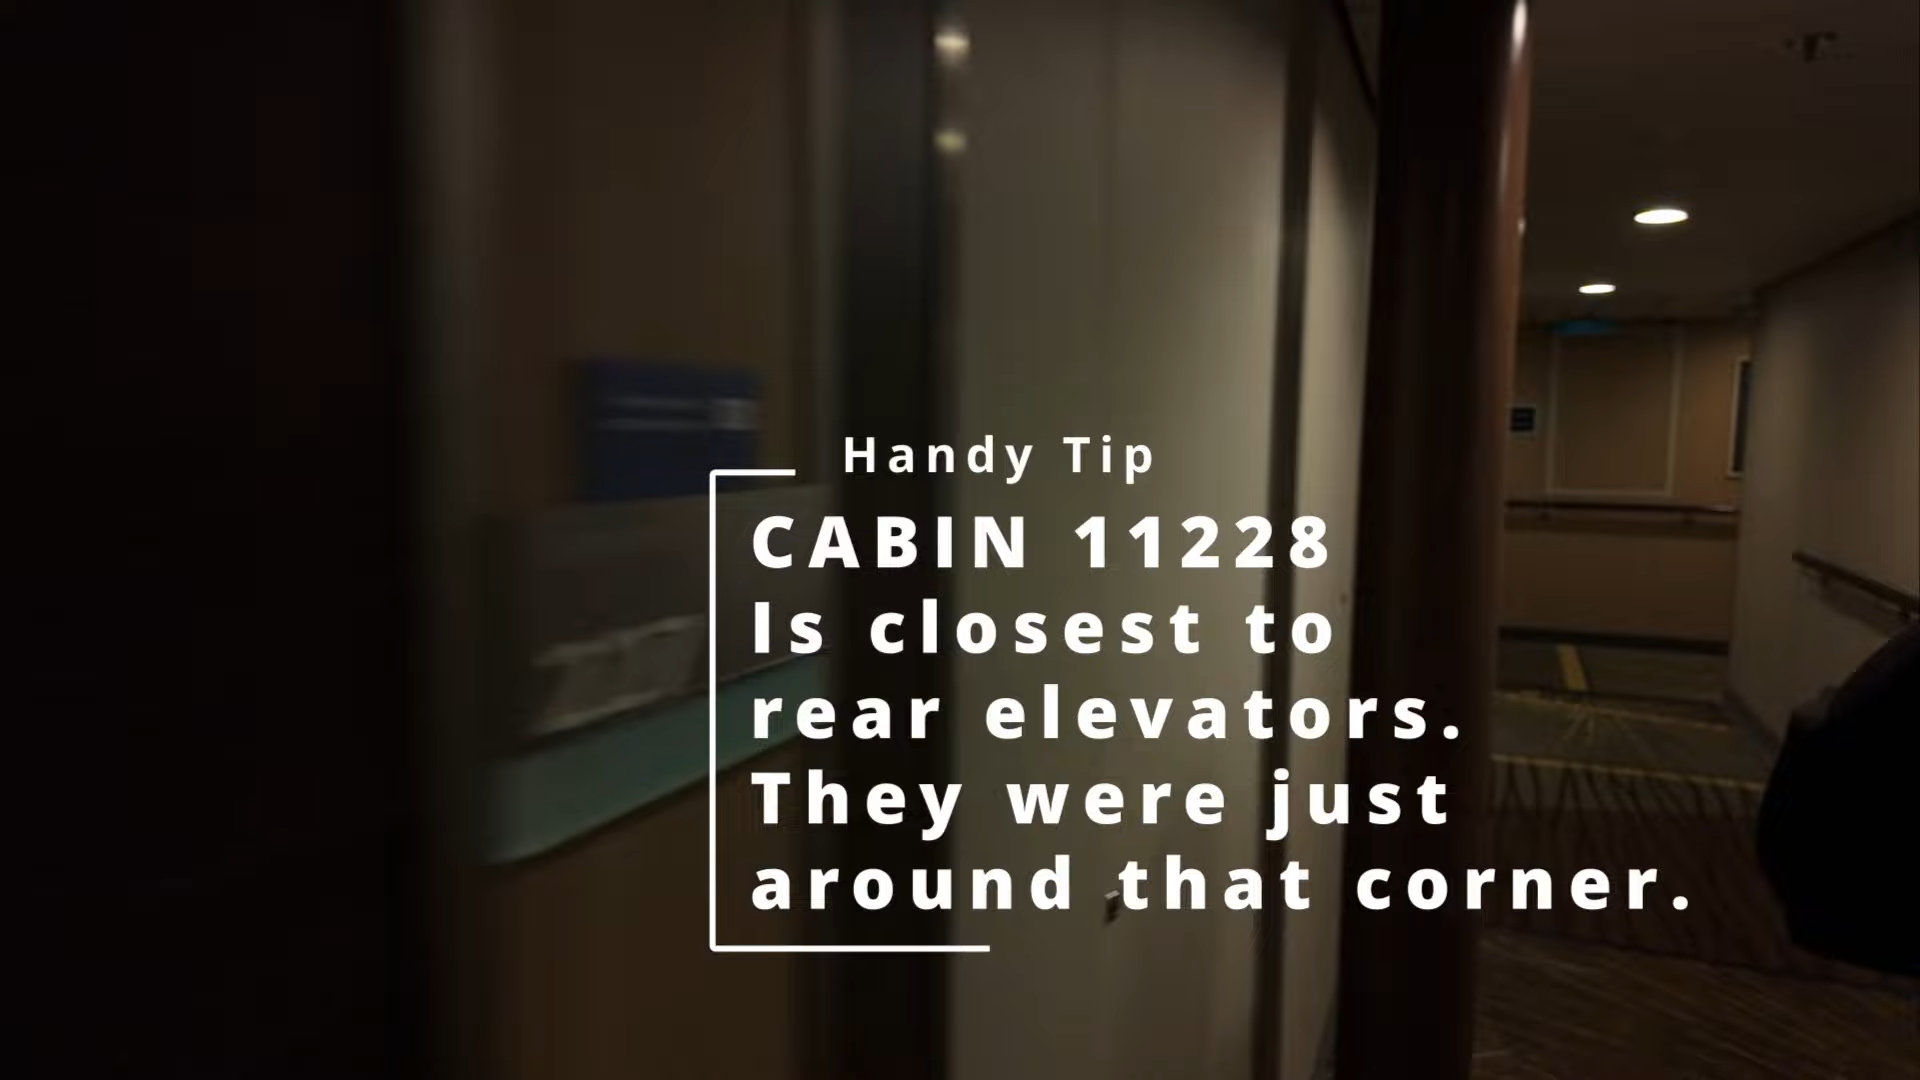 Handy Tip
CABIN 11228
Is closest to
rear elevators.
They were just
around that corner.